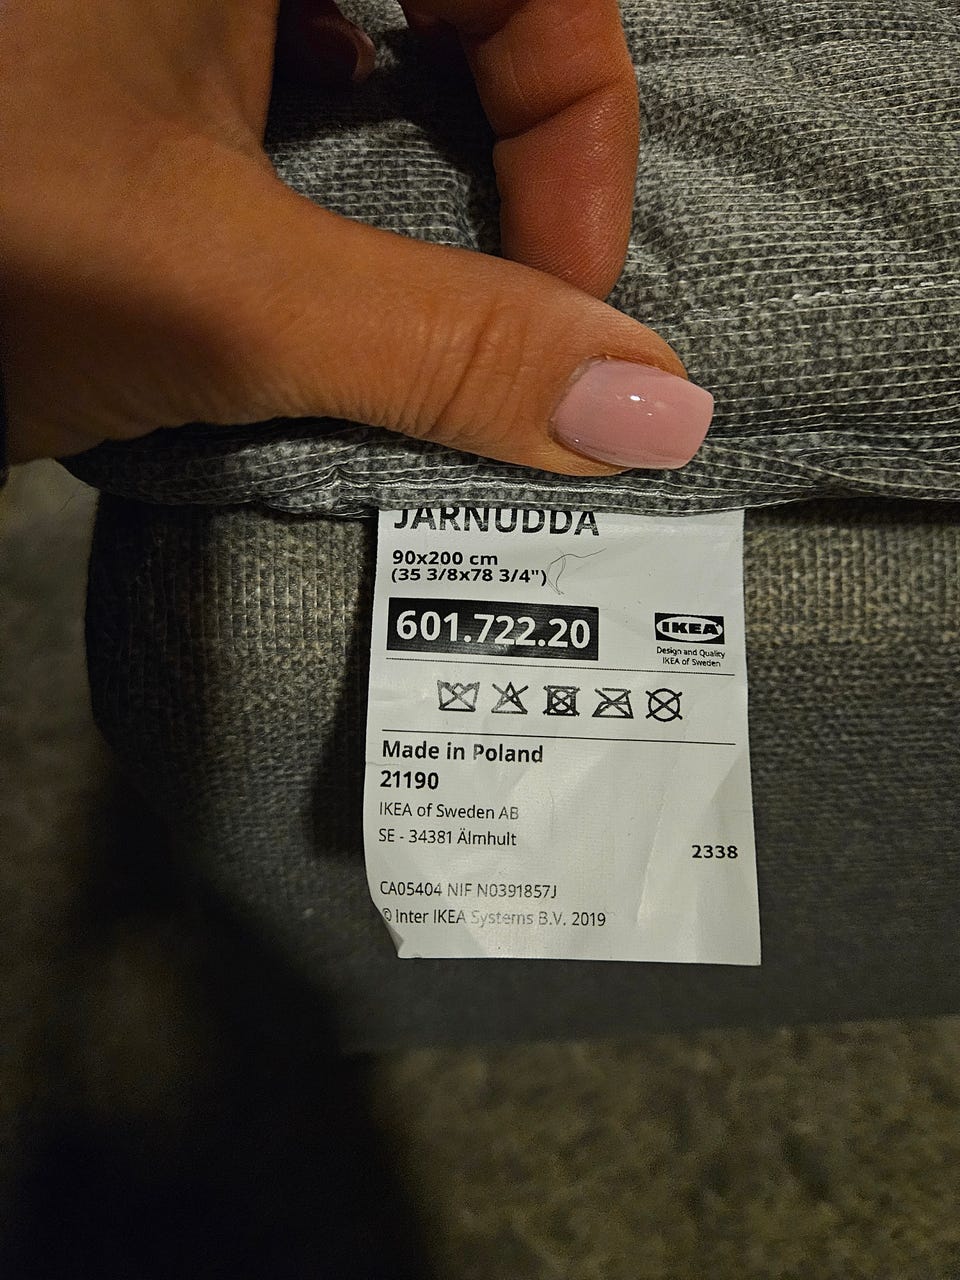 JÄRNUDDA
90x200 cm
(35 3/8x78 3/4")
601.722.20
IKEA
Design and Quality
IKEA of Sweden
Made in Poland
21190
IKEA of Sweden AB
SE - 34381 Älmhult
2338
CA05404 NIF N0391857J
© Inter IKEA Systems B.V. 2019